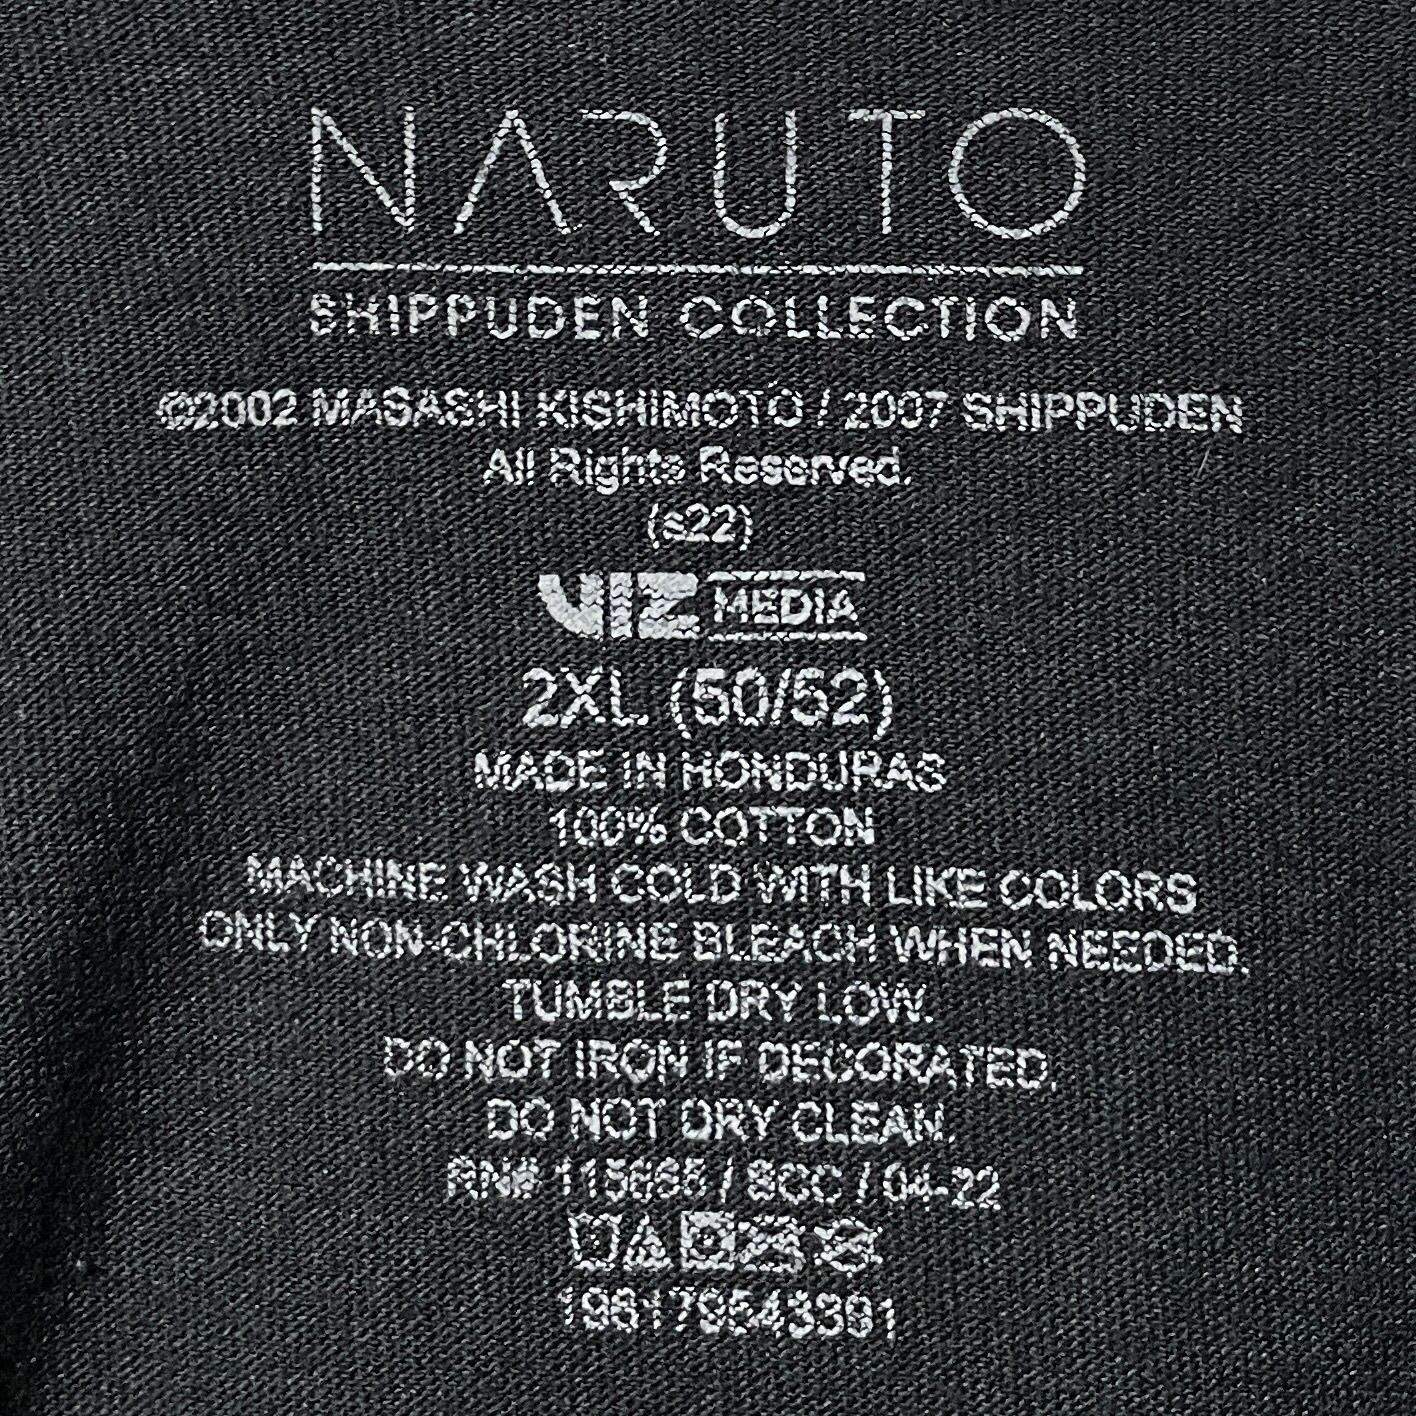 NARUTO
SHIPPUDEN COLLECTION
©2002 MASASHI KISHIMOTO / 2007 SHIPPUDEN
All Rights Reserved.
(s22)
VIZ MEDIA
2XL (50/52)
MADE IN HONDURAS
100% COTTON
MACHINE WASH COLD WITH LIKE COLORS
ONLY NON-CHLORINE BLEACH WHEN NEEDED.
TUMBLE DRY LOW.
DO NOT IRON IF DECORATED.
DO NOT DRY CLEAN.
RN# / SCC / 04-22